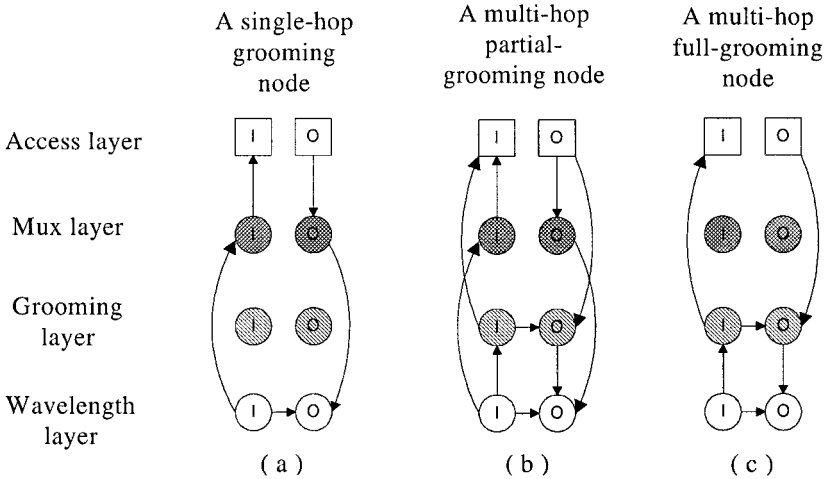 A single-hop
grooming
node
A multi-hop
partial-
grooming node
A multi-hop
full-grooming
node
Access layer
I O
I O
I O
Mux layer
I O
I O
I O
Grooming
layer
I O
I O
I O
Wavelength
layer
I O
I O
I O
( a )
( b )
( c )